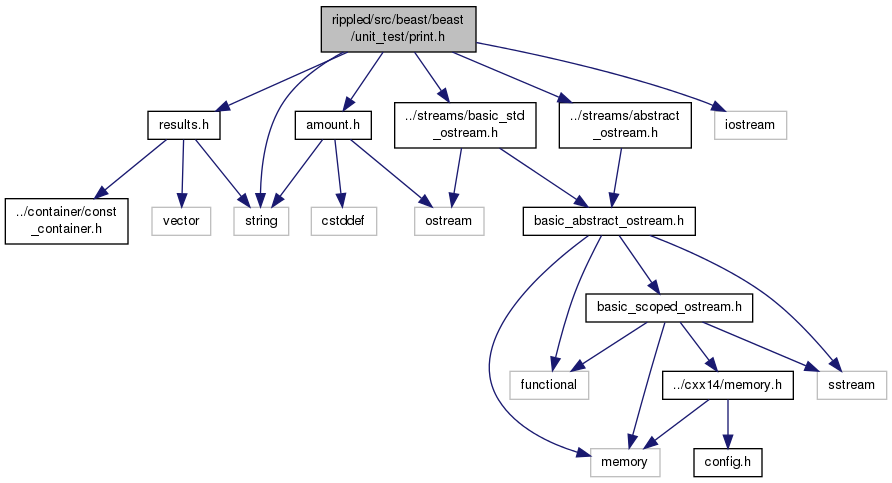 rippled/src/beast/beast
/unit_test/print.h
results.h
amount.h
../streams/basic_std
_ostream.h
../streams/abstract
_ostream.h
iostream
../container/const
_container.h
vector
string
cstddef
ostream
basic_abstract_ostream.h
basic_scoped_ostream.h
functional
../cxx14/memory.h
sstream
memory
config.h